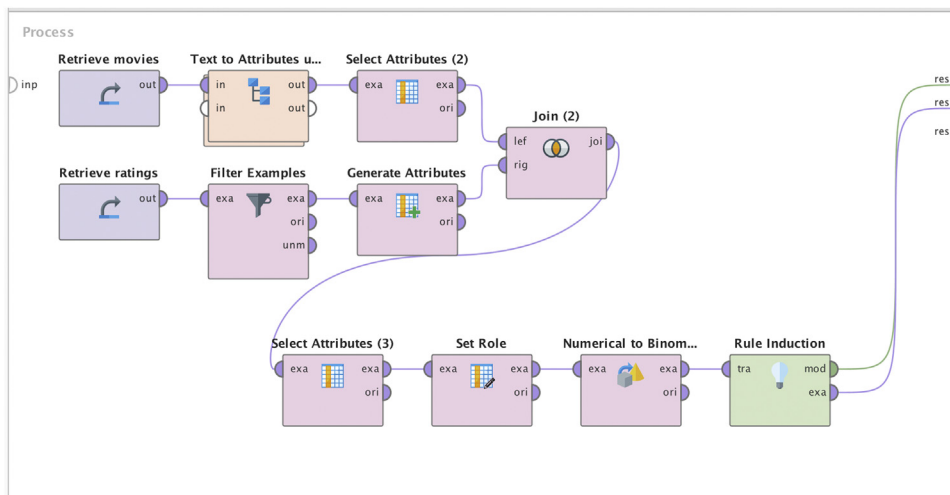 Process
Retrieve movies
Text to Attributes u...
Select Attributes (2)
inp
out
in
out
in
out
exa
exa
ori
Join (2)
lef
joi
rig
Retrieve ratings
Filter Examples
Generate Attributes
out
exa
exa
ori
unm
exa
exa
ori
res
res
res
Select Attributes (3)
Set Role
Numerical to Binom...
Rule Induction
exa
exa
ori
exa
exa
ori
exa
exa
ori
tra
mod
exa